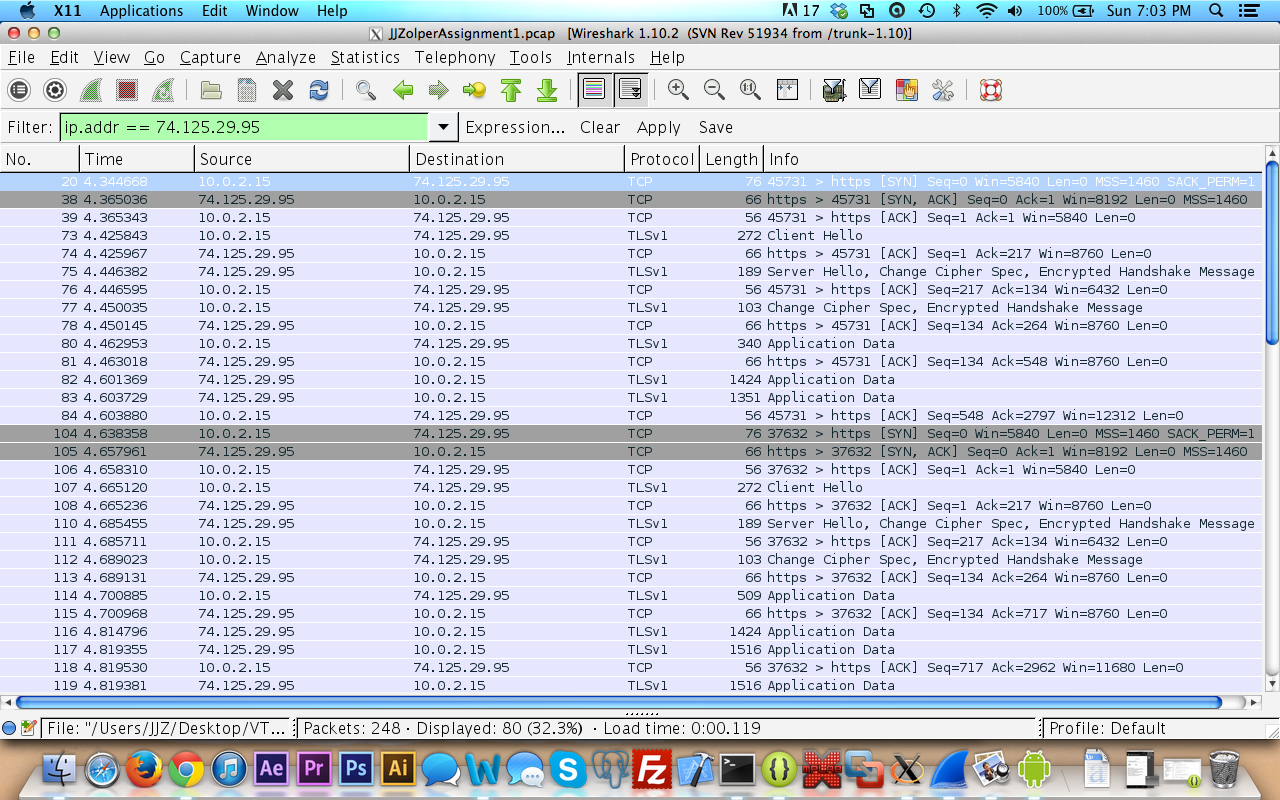 X11 Applications Edit Window Help 17 100% Sun 7:03 PM
JJZolperAssignment1.pcap [Wireshark 1.10.2 (SVN Rev 51934 from /trunk-1.10)]
File Edit View Go Capture Analyze Statistics Telephony Tools Internals Help
Filter: ip.addr == 74.125.29.95 Expression... Clear Apply Save
No. Time Source Destination Protocol Length Info
20 4.344668 10.0.2.15 74.125.29.95 TCP 76 45731 > https [SYN] Seq=0 Win=5840 Len=0 MSS=1460 SACK_PERM=1
38 4.365036 74.125.29.95 10.0.2.15 TCP 66 https > 45731 [SYN, ACK] Seq=0 Ack=1 Win=8192 Len=0 MSS=1460
39 4.365343 10.0.2.15 74.125.29.95 TCP 56 45731 > https [ACK] Seq=1 Ack=1 Win=5840 Len=0
73 4.425843 10.0.2.15 74.125.29.95 TLSv1 272 Client Hello
74 4.425967 74.125.29.95 10.0.2.15 TCP 66 https > 45731 [ACK] Seq=1 Ack=217 Win=8760 Len=0
75 4.446382 74.125.29.95 10.0.2.15 TLSv1 189 Server Hello, Change Cipher Spec, Encrypted Handshake Message
76 4.446595 10.0.2.15 74.125.29.95 TCP 56 45731 > https [ACK] Seq=217 Ack=134 Win=6432 Len=0
77 4.450035 10.0.2.15 74.125.29.95 TLSv1 103 Change Cipher Spec, Encrypted Handshake Message
78 4.450145 74.125.29.95 10.0.2.15 TCP 66 https > 45731 [ACK] Seq=134 Ack=264 Win=8760 Len=0
80 4.462953 10.0.2.15 74.125.29.95 TLSv1 340 Application Data
81 4.463018 74.125.29.95 10.0.2.15 TCP 66 https > 45731 [ACK] Seq=134 Ack=548 Win=8760 Len=0
82 4.601369 74.125.29.95 10.0.2.15 TLSv1 1424 Application Data
83 4.603729 74.125.29.95 10.0.2.15 TLSv1 1351 Application Data
84 4.603880 10.0.2.15 74.125.29.95 TCP 56 45731 > https [ACK] Seq=548 Ack=2797 Win=12312 Len=0
104 4.638358 10.0.2.15 74.125.29.95 TCP 76 37632 > https [SYN] Seq=0 Win=5840 Len=0 MSS=1460 SACK_PERM=1
105 4.657961 74.125.29.95 10.0.2.15 TCP 66 https > 37632 [SYN, ACK] Seq=0 Ack=1 Win=8192 Len=0 MSS=1460
106 4.658310 10.0.2.15 74.125.29.95 TCP 56 37632 > https [ACK] Seq=1 Ack=1 Win=5840 Len=0
107 4.665120 10.0.2.15 74.125.29.95 TLSv1 272 Client Hello
108 4.665236 74.125.29.95 10.0.2.15 TCP 66 https > 37632 [ACK] Seq=1 Ack=217 Win=8760 Len=0
110 4.685455 74.125.29.95 10.0.2.15 TLSv1 189 Server Hello, Change Cipher Spec, Encrypted Handshake Message
111 4.685711 10.0.2.15 74.125.29.95 TCP 56 37632 > https [ACK] Seq=217 Ack=134 Win=6432 Len=0
112 4.689023 10.0.2.15 74.125.29.95 TLSv1 103 Change Cipher Spec, Encrypted Handshake Message
113 4.689131 74.125.29.95 10.0.2.15 TCP 66 https > 37632 [ACK] Seq=134 Ack=264 Win=8760 Len=0
114 4.700885 10.0.2.15 74.125.29.95 TLSv1 509 Application Data
115 4.700968 74.125.29.95 10.0.2.15 TCP 66 https > 37632 [ACK] Seq=134 Ack=717 Win=8760 Len=0
116 4.814796 74.125.29.95 10.0.2.15 TLSv1 1424 Application Data
117 4.819355 74.125.29.95 10.0.2.15 TLSv1 1516 Application Data
118 4.819530 10.0.2.15 74.125.29.95 TCP 56 37632 > https [ACK] Seq=717 Ack=2962 Win=11680 Len=0
119 4.819381 74.125.29.95 10.0.2.15 TLSv1 1516 Application Data
File: "/Users/JJZ/Desktop/VT... Packets: 248 · Displayed: 80 (32.3%) · Load time: 0:00.119 Profile: Default
Ae Pr Ps Ai W S Fz X